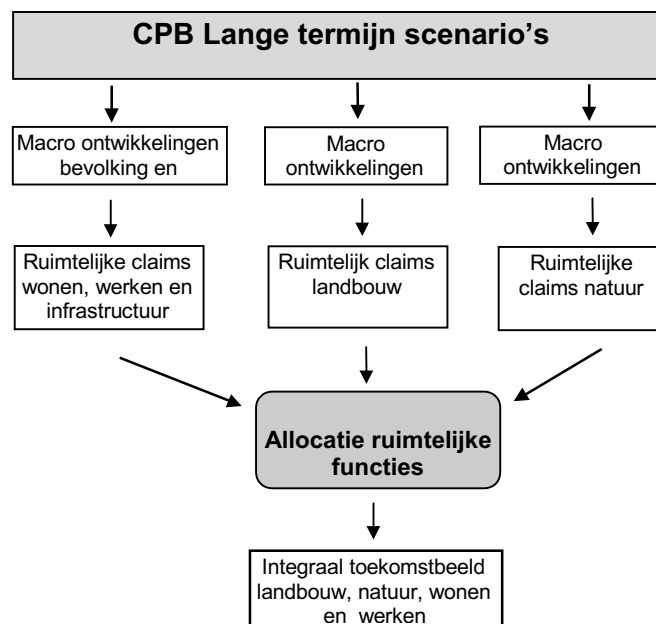 CPB Lange termijn scenario's
Macro ontwikkelingen
bevolking en
Macro
ontwikkelingen
Macro
ontwikkelingen
Ruimtelijke claims
wonen, werken en
infrastructuur
Ruimtelijk claims
landbouw
Ruimtelijke
claims natuur
Allocatie ruimtelijke
functies
Integraal toekomstbeeld
landbouw, natuur, wonen
en werken